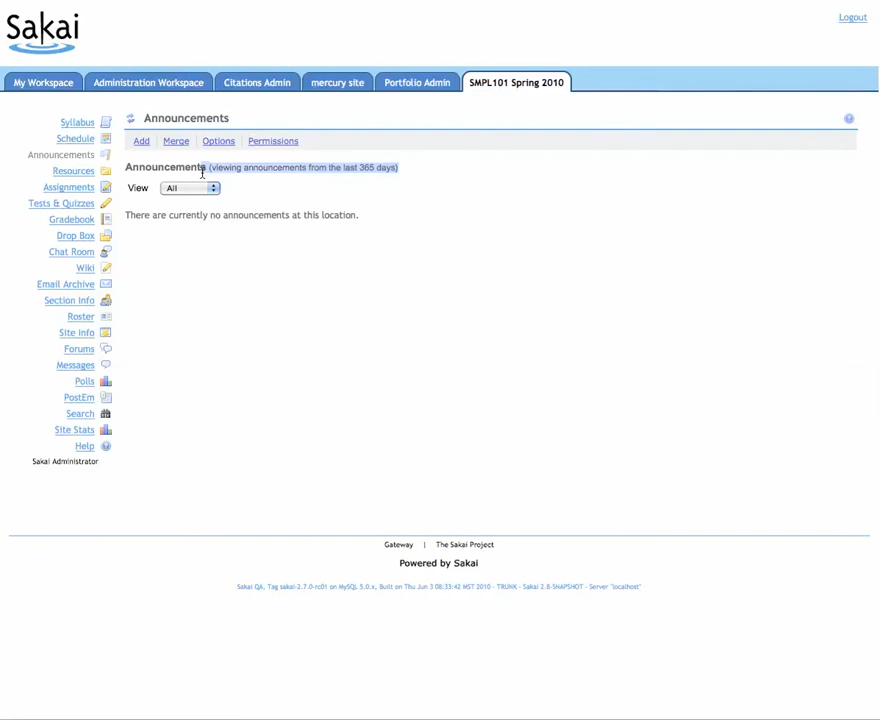 Sakai
Logout
My Workspace
Administration Workspace
Citations Admin
mercury site
Portfolio Admin
SMPL101 Spring 2010
Syllabus
Schedule
Announcements
Resources
Assignments
Tests & Quizzes
Gradebook
Drop Box
Chat Room
Wiki
Email Archive
Section Info
Roster
Site Info
Forums
Messages
Polls
PostEm
Search
Site Stats
Help
Sakai Administrator
Announcements
Add | Merge | Options | Permissions
Announcements (viewing announcements from the last 365 days)
View All
There are currently no announcements at this location.
Gateway | The Sakai Project
Powered by Sakai
Sakai QA, Tag sakai-2.7.0-rc01 on MySQL 5.0.x, Built on Thu Jun 3 08:33:42 MST 2010 - TRUNK - Sakai 2.8-SNAPSHOT - Server "localhost"